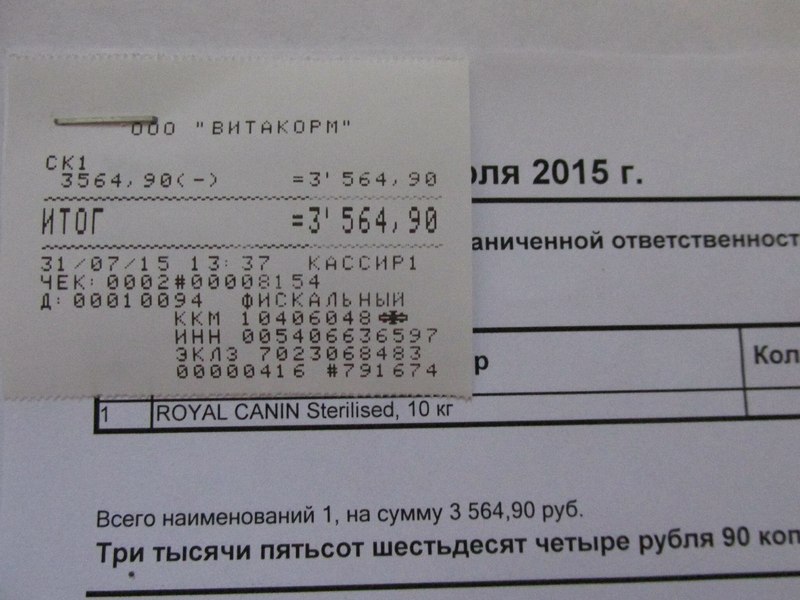 ООО "ВИТАКОРМ"
СК1
3564,90(-) =3'564,90
ИТОГ =3'564,90
31/07/15 13:37 КАССИР1
ЧЕК:0002#00008154
Д:00010094 ФИСКАЛЬНЫЙ
ККМ 10406048
ИНН 005406636597
ЭКЛЗ 7023068483
00000416 #791674
2015 г.
ответственност
Кол
1 ROYAL CANIN Sterilised, 10 кг
Всего наименований 1, на сумму 3 564,90 руб.
Три тысячи пятьсот шестьдесят четыре рубля 90 коп